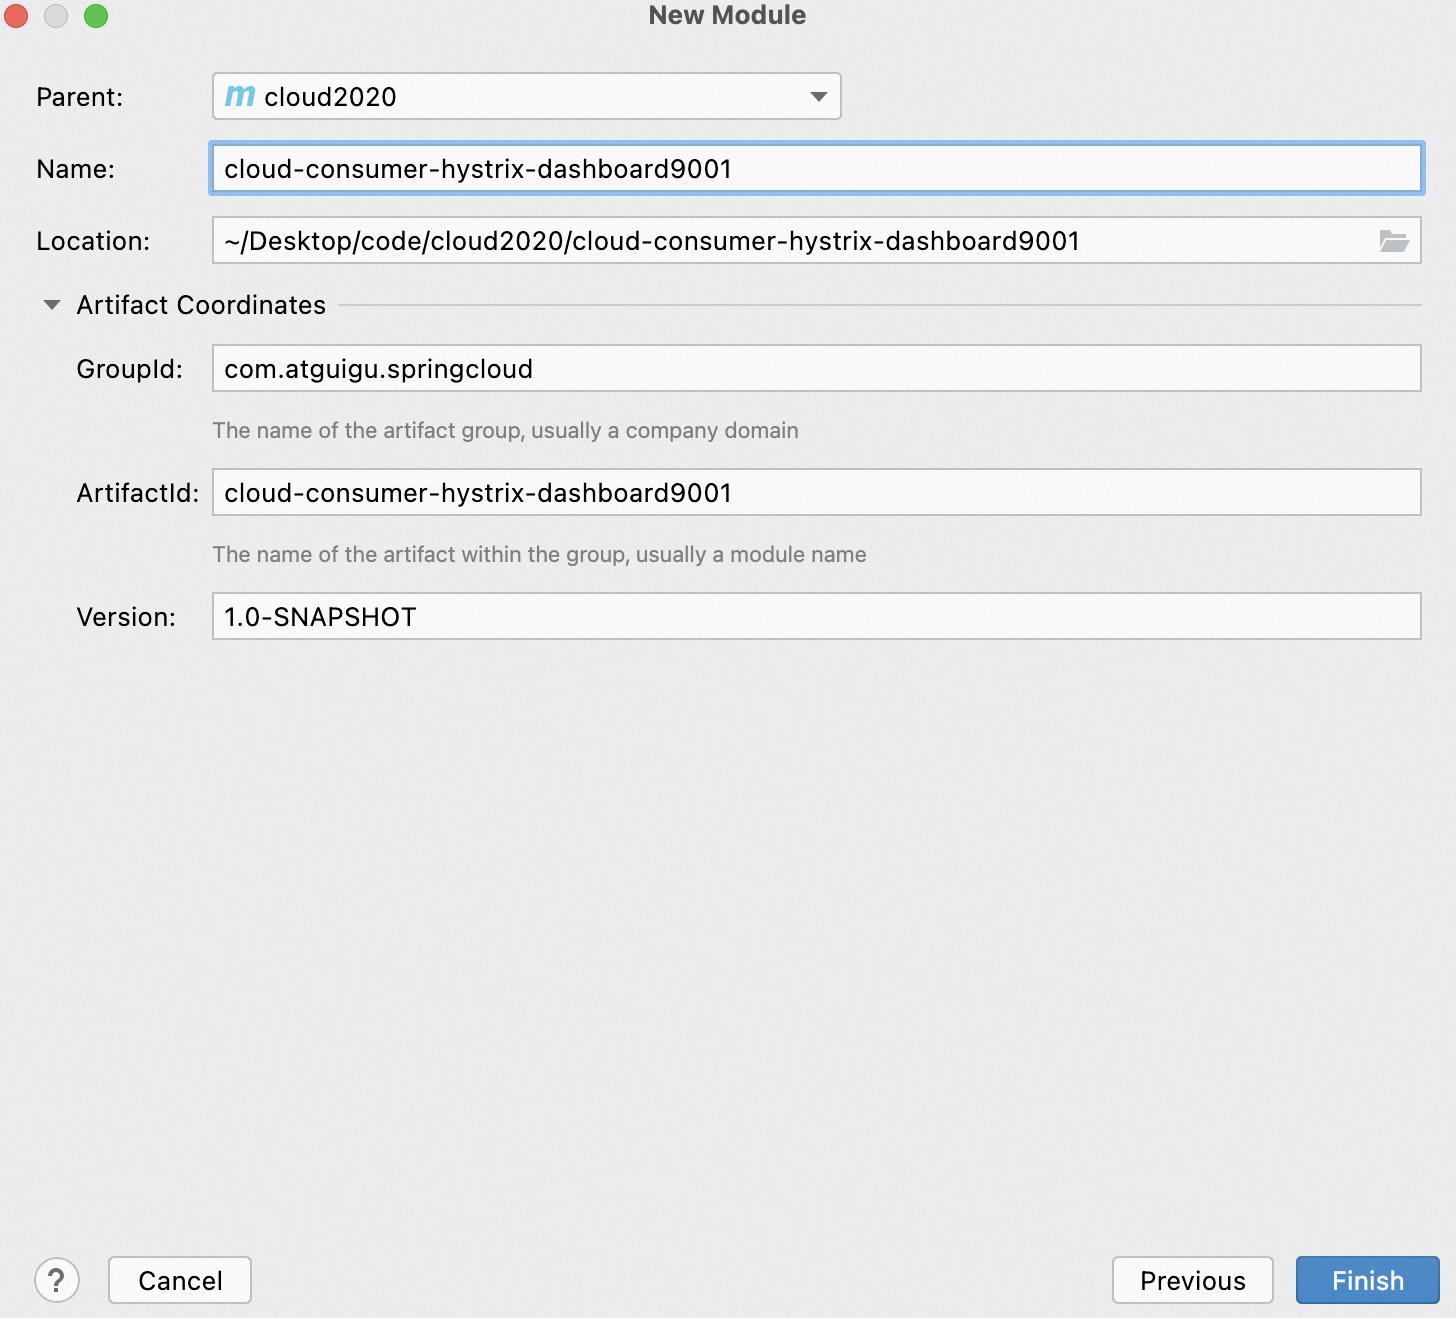 New Module
Parent: m cloud2020
Name: cloud-consumer-hystrix-dashboard9001
Location: ~/Desktop/code/cloud2020/cloud-consumer-hystrix-dashboard9001
Artifact Coordinates
GroupId: com.atguigu.springcloud
The name of the artifact group, usually a company domain
ArtifactId: cloud-consumer-hystrix-dashboard9001
The name of the artifact within the group, usually a module name
Version: 1.0-SNAPSHOT
? Cancel Previous Finish